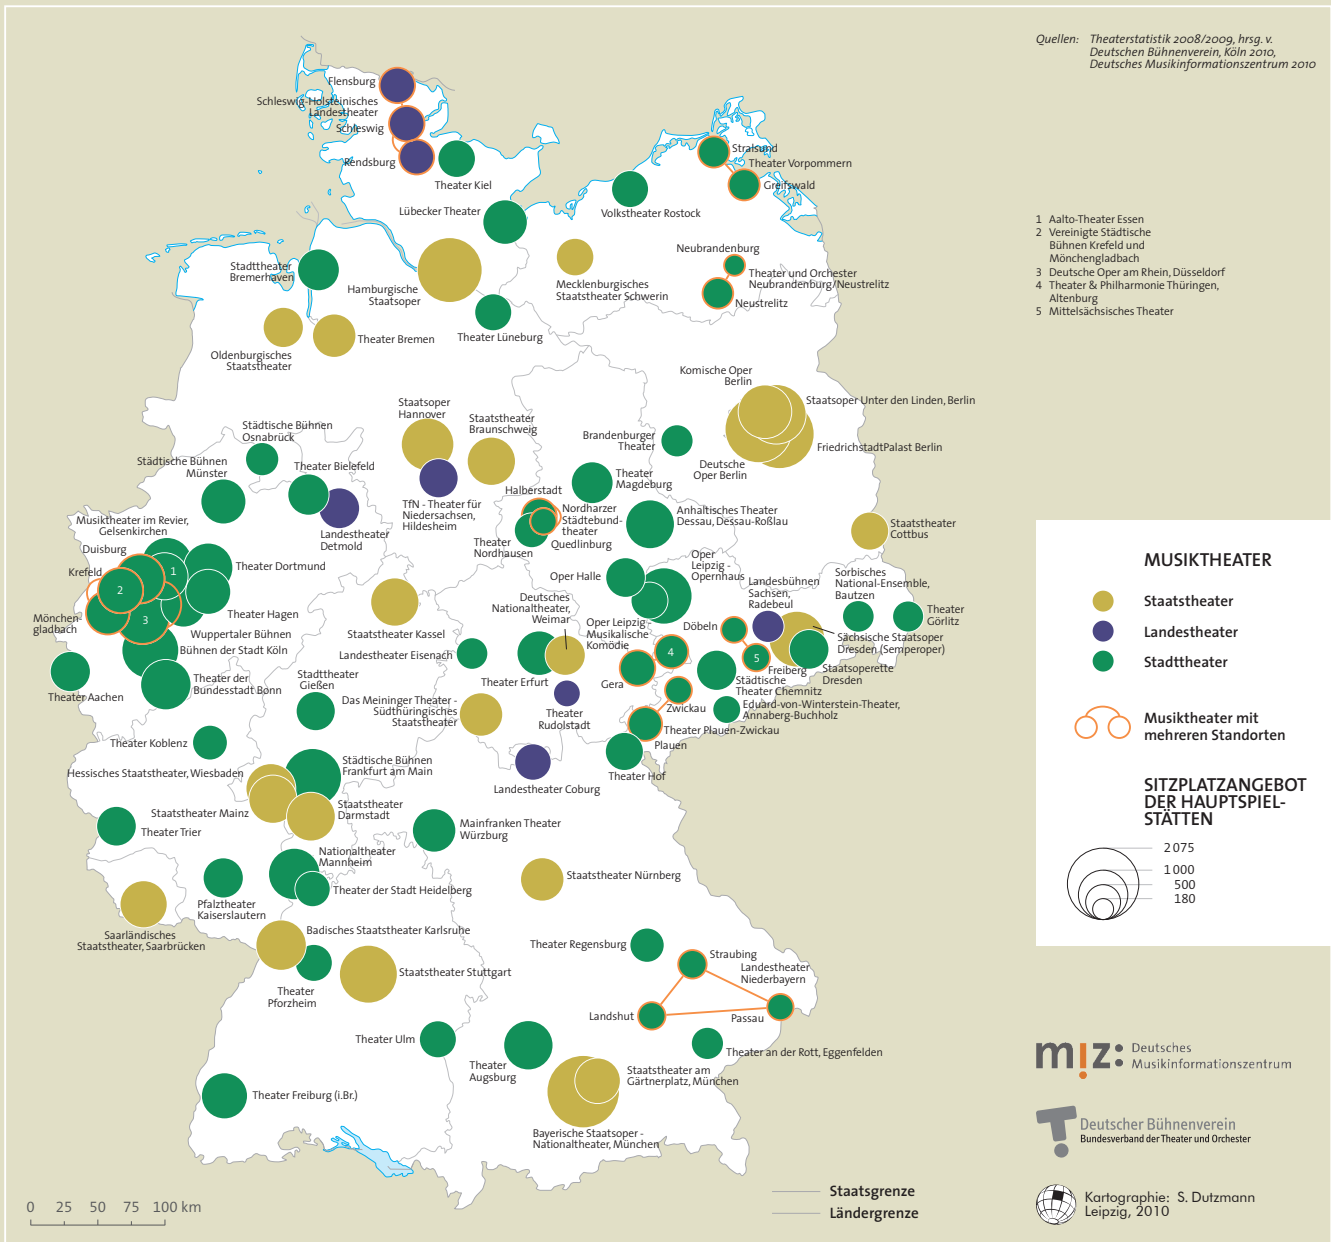 Quellen: Theaterstatistik 2008/2009, hrsg. v.
Deutschen Bühnenverein, Köln 2010,
Deutsches Musikinformationszentrum 2010
Flensburg
Schleswig-Holsteinisches
Landestheater
Schleswig
Rendsburg
Theater Kiel
Lübecker Theater
Stralsund
Theater Vorpommern
Greifswald
Volkstheater Rostock
Neubrandenburg
Theater und Orchester
Neubrandenburg/Neustrelitz
Neustrelitz
Mecklenburgisches
Staatstheater Schwerin
Stadttheater
Bremerhaven
Hamburgische
Staatsoper
Theater Lüneburg
Oldenburgisches
Staatstheater
Theater Bremen
1 Aalto-Theater Essen
2 Vereinigte Städtische
Bühnen Krefeld und
Mönchengladbach
3 Deutsche Oper am Rhein, Düsseldorf
4 Theater & Philharmonie Thüringen,
Altenburg
5 Mittelsächsisches Theater
Komische Oper
Berlin
Staatsoper Unter den Linden, Berlin
FriedrichstadtPalast Berlin
Deutsche
Oper Berlin
Brandenburger
Theater
Staatsoper
Hannover
Staatstheater
Braunschweig
Städtische Bühnen
Osnabrück
Städtische Bühnen
Münster
Theater Bielefeld
Landestheater
Detmold
TfN - Theater für
Niedersachsen,
Hildesheim
Halberstadt
Nordharzer
Städtebund-
theater
Quedlinburg
Theater
Nordhausen
Theater
Magdeburg
Anhaltisches Theater
Dessau, Dessau-Roßlau
Staatstheater
Cottbus
Musiktheater im Revier,
Gelsenkirchen
Duisburg
Krefeld
Mönchen-
gladbach
1
2
3
Theater Dortmund
Theater Hagen
Wuppertaler Bühnen
Bühnen der Stadt Köln
Theater der
Bundesstadt Bonn
Theater Aachen
Staatstheater Kassel
Oper Halle
Oper
Leipzig -
Opernhaus
Oper Leipzig-
Musikalische
Komödie
Landesbühnen
Sachsen,
Radebeul
Sorbisches
National-Ensemble,
Bautzen
Theater
Görlitz
Sächsische Staatsoper
Dresden (Semperoper)
Staatsoperette
Dresden
Döbeln
5
Freiberg
4
Gera
Deutsches
Nationaltheater,
Weimar
Landestheater Eisenach
Theater Erfurt
Theater
Rudolstadt
Das Meininger Theater -
Südthüringisches
Staatstheater
Städtische
Theater Chemnitz
Eduard-von-Winterstein-Theater,
Annaberg-Buchholz
Zwickau
Theater Plauen-Zwickau
Plauen
Theater Hof
Landestheater Coburg
Stadttheater
Gießen
Theater Koblenz
Hessisches Staatstheater, Wiesbaden
Städtische Bühnen
Frankfurt am Main
Staatstheater Mainz
Staatstheater
Darmstadt
Theater Trier
Mainfranken Theater
Würzburg
Nationaltheater
Mannheim
Theater der Stadt Heidelberg
Pfalztheater
Kaiserslautern
Saarländisches
Staatstheater, Saarbrücken
Staatstheater Nürnberg
Badisches Staatstheater Karlsruhe
Theater
Pforzheim
Staatstheater Stuttgart
Theater Regensburg
Straubing
Landestheater
Niederbayern
Landshut
Passau
Theater an der Rott, Eggenfelden
Theater Ulm
Theater
Augsburg
Staatstheater am
Gärtnerplatz, München
Bayerische Staatsoper -
Nationaltheater, München
Theater Freiburg (i.Br.)
MUSIKTHEATER
Staatstheater
Landestheater
Stadttheater
Musiktheater mit
mehreren Standorten
SITZPLATZANGEBOT
DER HAUPTSPIEL-
STÄTTEN
2 075
1 000
500
180
miz: Deutsches
Musikinformationszentrum
Deutscher Bühnenverein
Bundesverband der Theater und Orchester
Kartographie: S. Dutzmann
Leipzig, 2010
Staatsgrenze
Ländergrenze
0 25 50 75 100 km